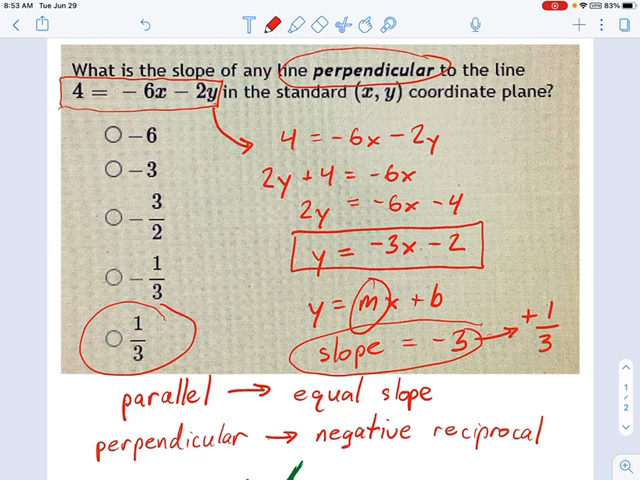 8:53 AM Tue Jun 29
VPN 83%
What is the slope of any line perpendicular to the line
4 = − 6x − 2y in the standard (x, y) coordinate plane?
−6
−3
−3/2
−1/3
1/3
4 = -6x - 2y
2y + 4 = -6x
2y = -6x - 4
y = -3x - 2
y = mx + b
slope = -3 → +1/3
parallel → equal slope
perpendicular → negative reciprocal
1
2